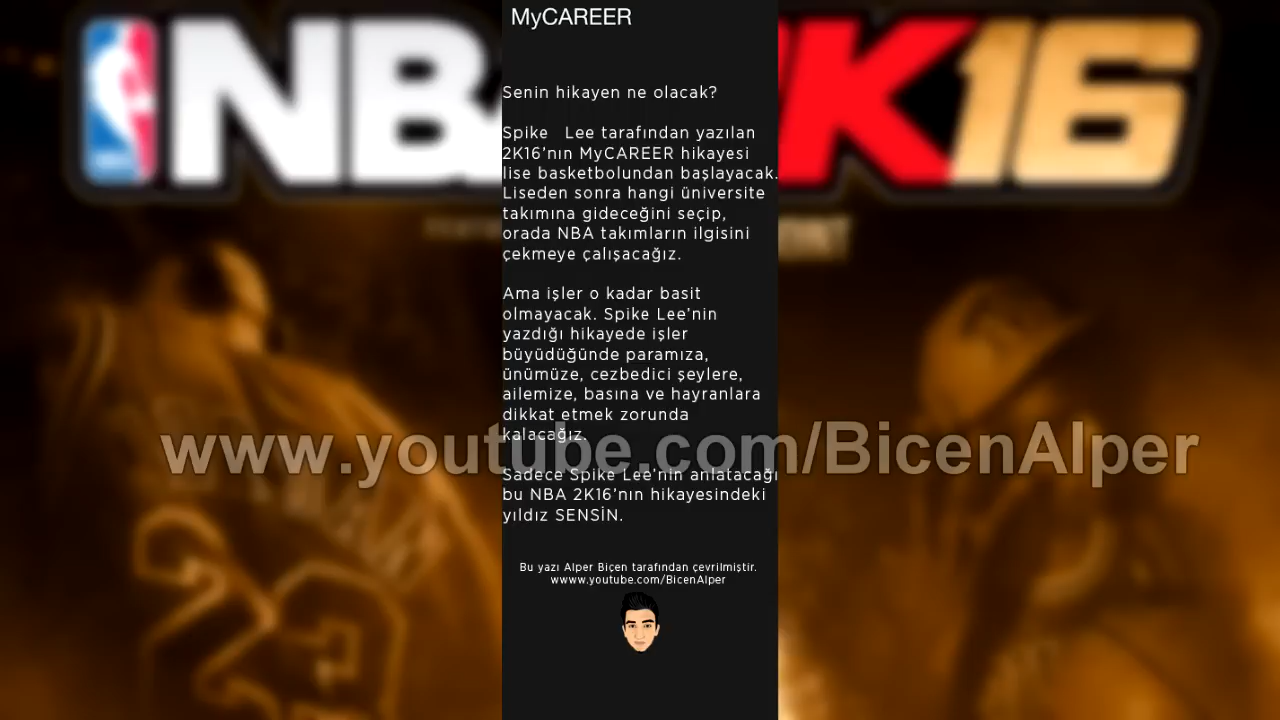 MyCAREER
NBA 2K16
Senin hikayen ne olacak?
Spike Lee tarafından yazılan
2K16’nın MyCAREER hikayesi
lise basketbolundan başlayacak.
Liseden sonra hangi üniversite
takımına gideceğini seçip,
orada NBA takımların ilgisini
çekmeye çalışacağız.
Ama işler o kadar basit
olmayacak. Spike Lee’nin
yazdığı hikayede işler
büyüdüğünde paramıza,
ünümüze, cezbedici şeylere,
ailemize, basına ve hayranlara
dikkat etmek zorunda
kalacağız.
www.youtube.com/BicenAlper
Sadece Spike Lee’nin anlatacağı
bu NBA 2K16’nın hikayesindeki
yıldız SENSİN.
Bu yazı Alper Biçen tarafından çevrilmiştir.
wwww.youtube.com/BicenAlper
23